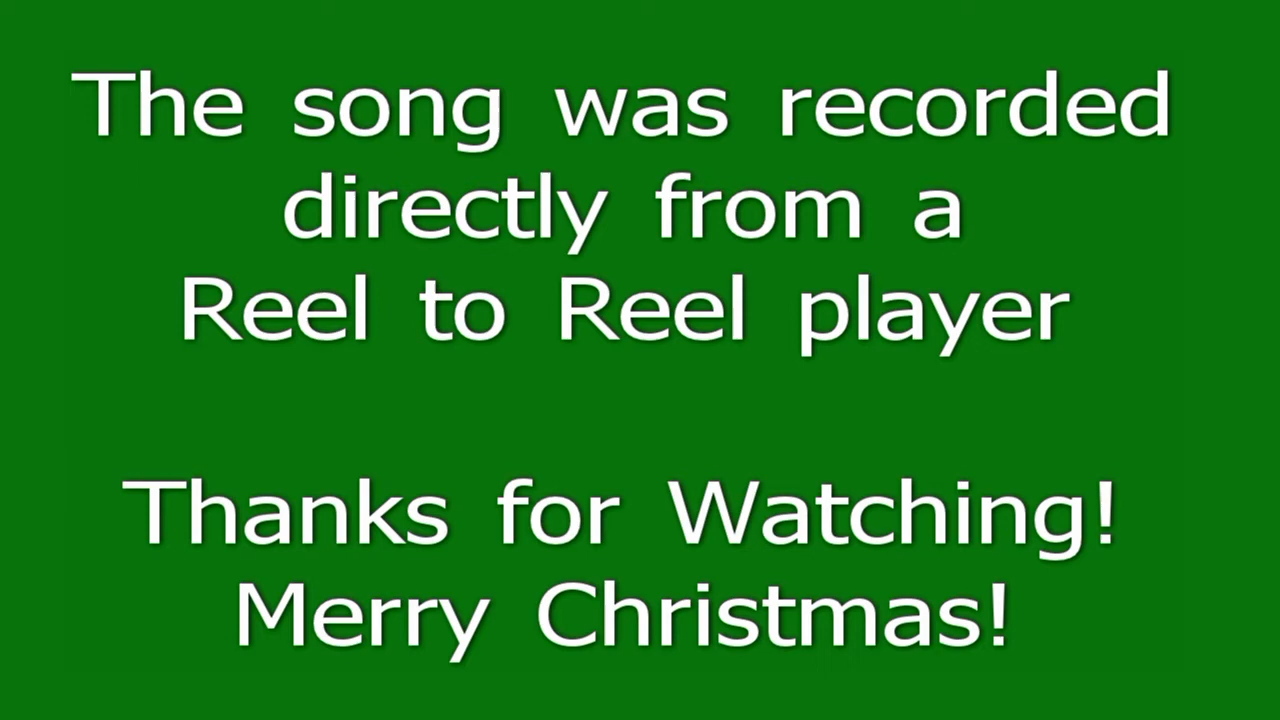 The song was recorded
directly from a
Reel to Reel player
Thanks for Watching!
Merry Christmas!